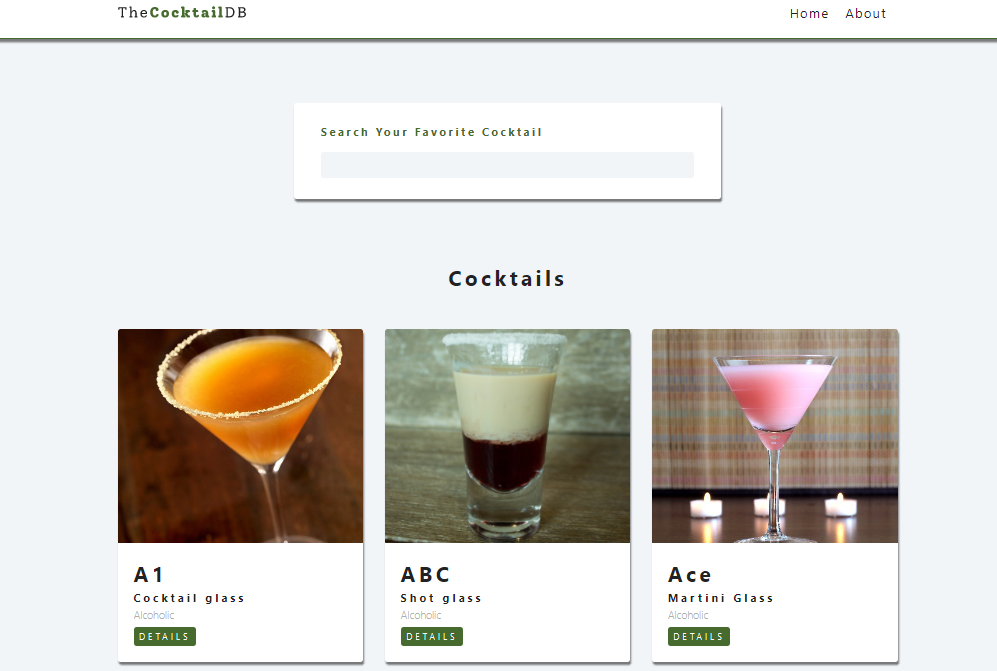 TheCocktailDB
Home About
Search Your Favorite Cocktail
Cocktails
A1
Cocktail glass
Alcoholic
DETAILS
ABC
Shot glass
Alcoholic
DETAILS
Ace
Martini Glass
Alcoholic
DETAILS